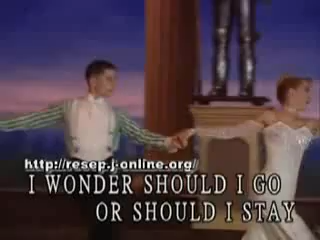 http://resep.j-online.org/
I WONDER SHOULD I GO
OR SHOULD I STAY